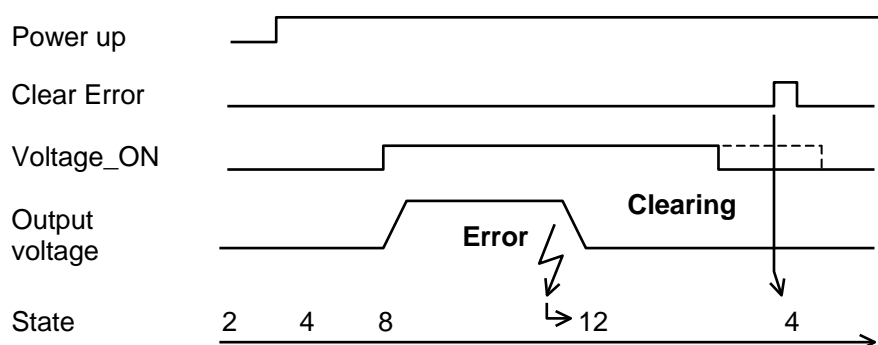 Power up
Clear Error
Voltage_ON
Output
voltage
Error
Clearing
State 2 4 8 12 4